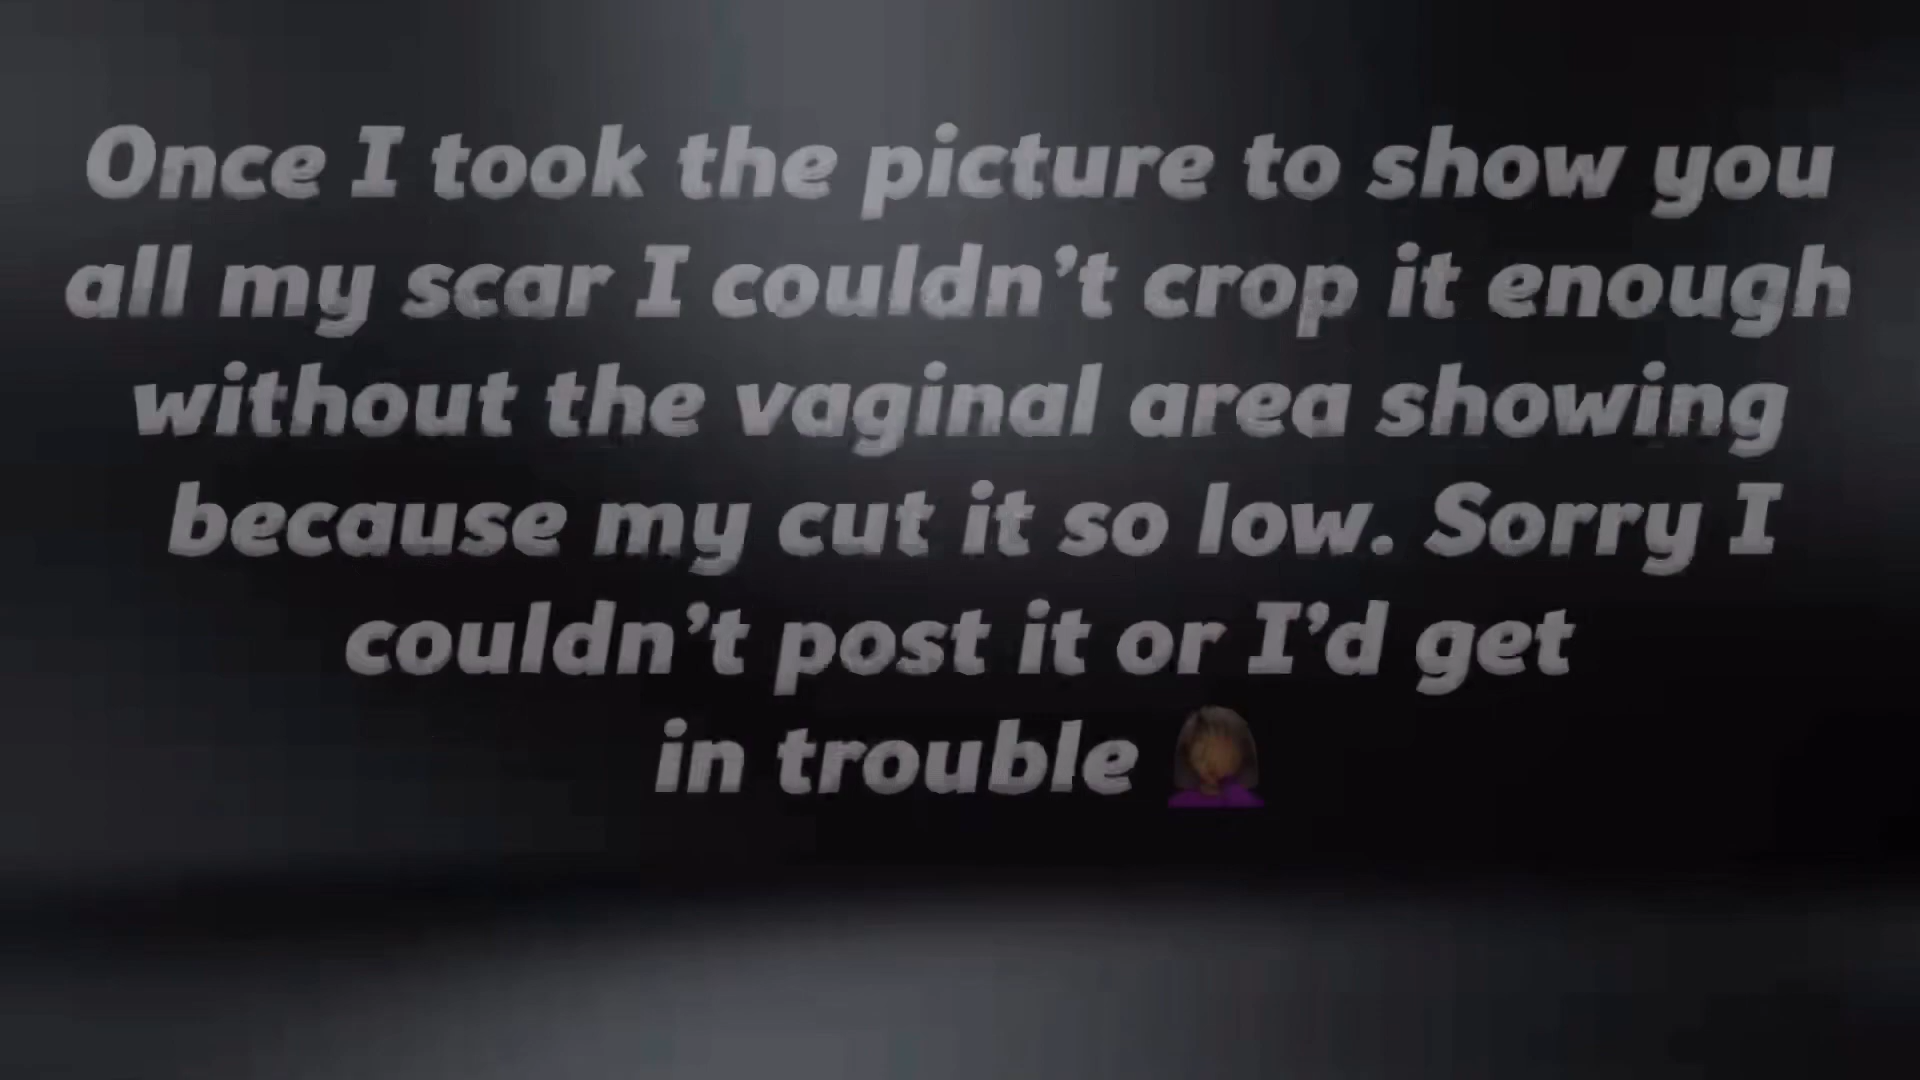 Once I took the picture to show you
all my scar I couldn’t crop it enough
without the vaginal area showing
because my cut it so low. Sorry I
couldn’t post it or I’d get
in trouble 🤦🏾‍♀️